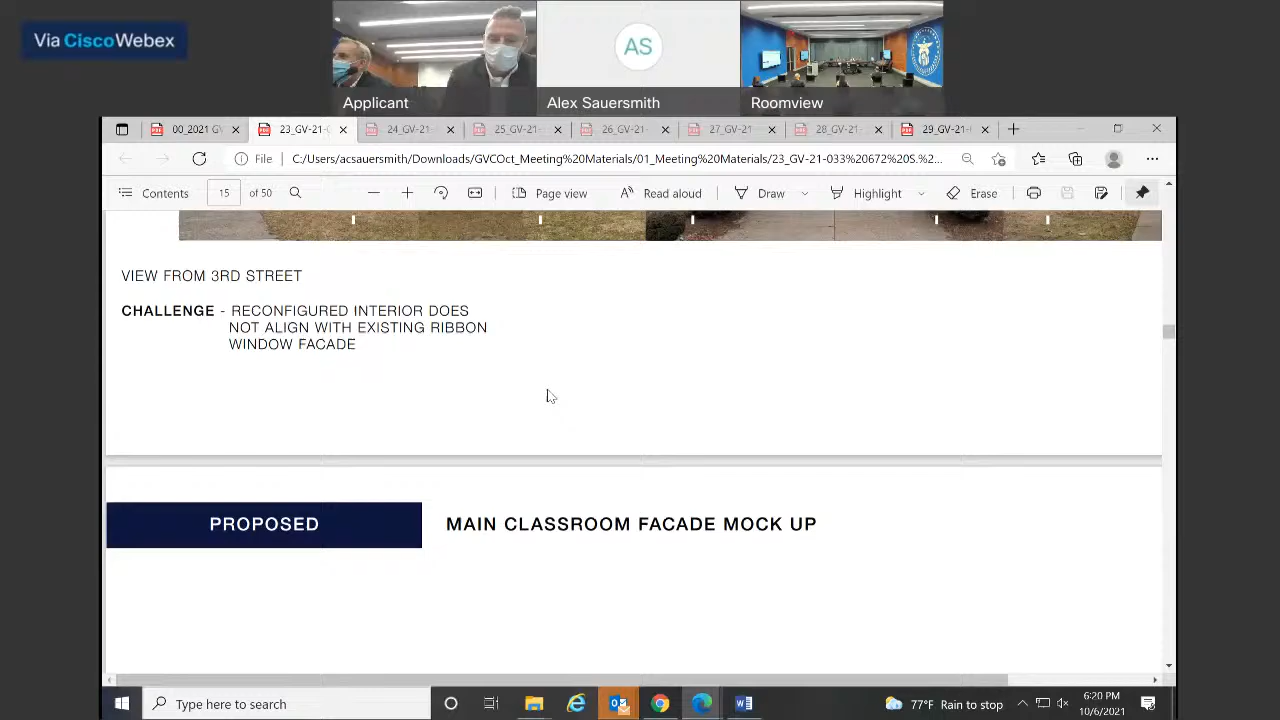 Via CiscoWebex
AS
Applicant
Alex Sauersmith
Roomview
00_2021 GV
23_GV-21-0
24_GV-21-
25_GV-21-
26_GV-21-
27_GV-21-
28_GV-21-
29_GV-21-
File
C:/Users/acsauersmith/Downloads/GVCOct_Meeting%20Materials/01_Meeting%20Materials/23_GV-21-033%20672%20S.%2...
Contents
15
of 50
Page view
Read aloud
Draw
Highlight
Erase
VIEW FROM 3RD STREET
CHALLENGE - RECONFIGURED INTERIOR DOES
NOT ALIGN WITH EXISTING RIBBON
WINDOW FACADE
PROPOSED
MAIN CLASSROOM FACADE MOCK UP
Type here to search
77°F Rain to stop
6:20 PM
10/6/2021